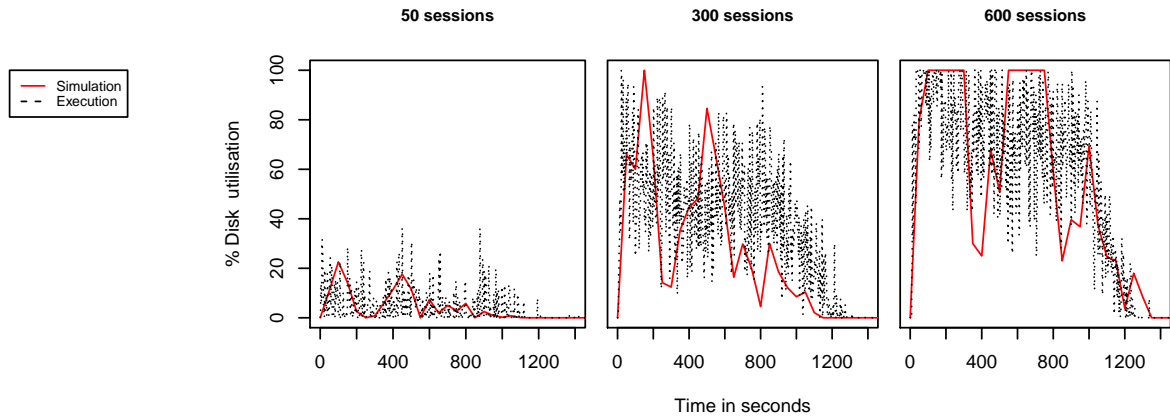 50 sessions
300 sessions
600 sessions
Simulation
Execution
% Disk utilisation
100
80
60
40
20
0
0 400 800 1200
0 400 800 1200
0 400 800 1200
Time in seconds